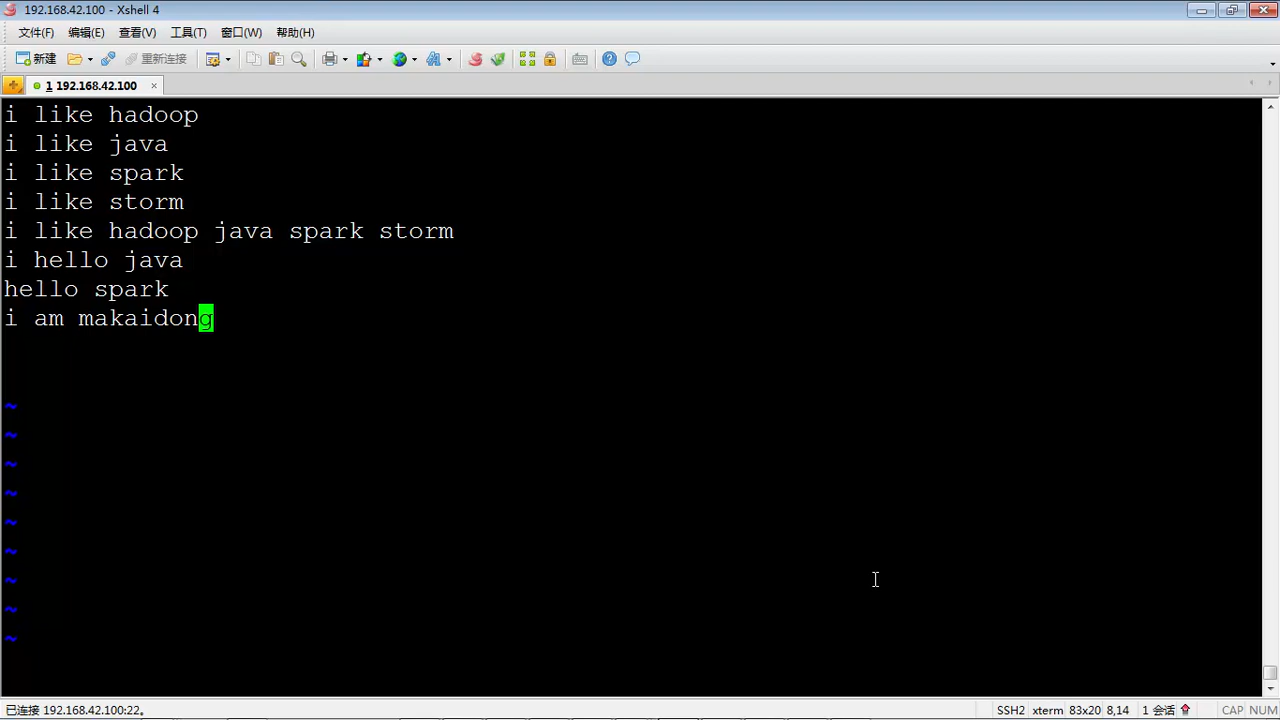 192.168.42.100 - Xshell 4
文件(F) 编辑(E) 查看(V) 工具(T) 窗口(W) 帮助(H)
新建 重新连接
1 192.168.42.100
i like hadoop
i like java
i like spark
i like storm
i like hadoop java spark storm
i hello java
hello spark
i am makaidong
~
~
~
~
~
~
~
~
~
已连接 192.168.42.100:22。 SSH2 xterm 83x20 8,14 1 会话 CAP NUM